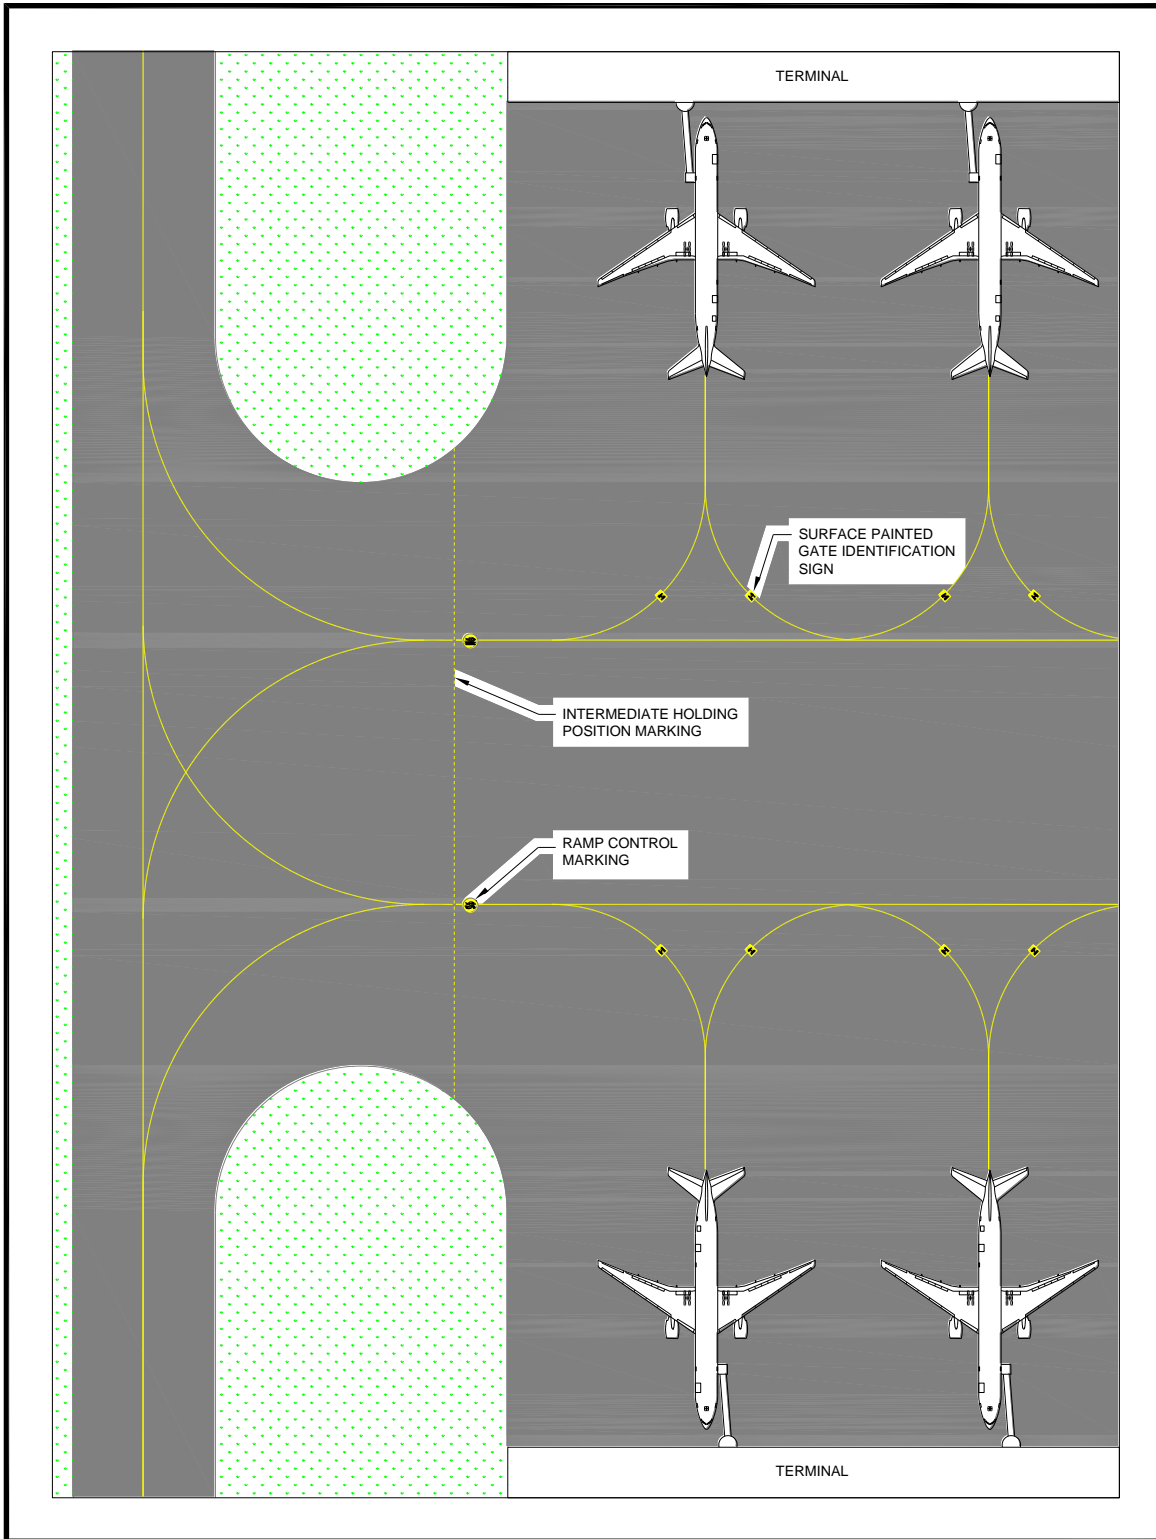 TERMINAL
SURFACE PAINTED
GATE IDENTIFICATION
SIGN
INTERMEDIATE HOLDING
POSITION MARKING
RAMP CONTROL
MARKING
TERMINAL